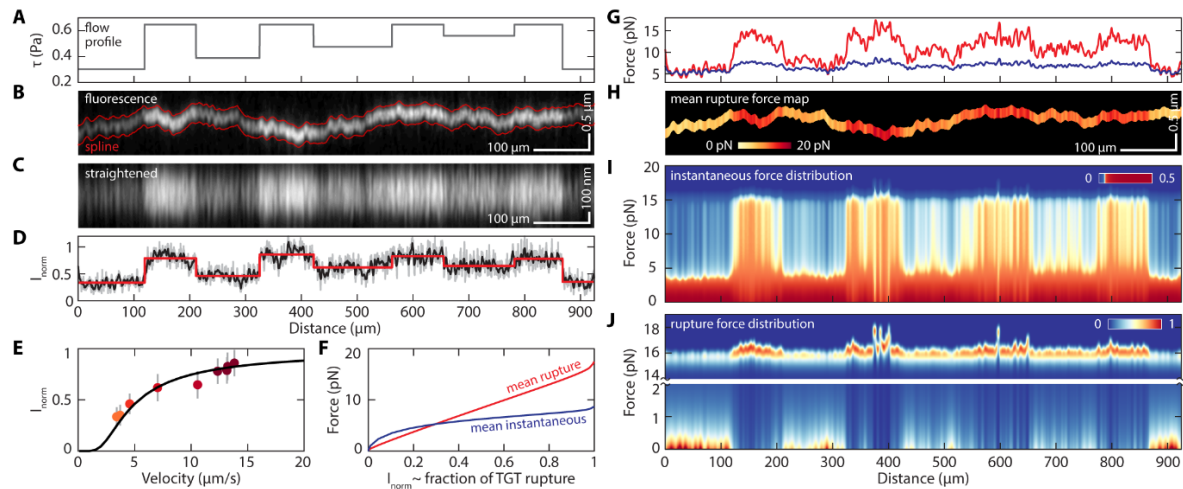 A
flow
profile
τ (Pa)
0.6
0.4
0.2
B
fluorescence
spline
100 μm
0.5 μm
C
straightened
100 μm
100 nm
D
I norm
1
0.5
0
0 100 200 300 400 500 600 700 800 900
Distance (μm)
E
I norm
1
0.5
0
0 5 10 15 20
Velocity (μm/s)
F
Force (pN)
20
10
0
mean rupture
mean instantaneous
0 0.2 0.4 0.6 0.8 1
I norm ~ fraction of TGT rupture
G
Force (pN)
15
10
5
H
mean rupture force map
0 pN 20 pN
100 μm
0.5 μm
I
instantaneous force distribution
0 0.5
Force (pN)
20
15
10
5
0
J
rupture force distribution
0 1
Force (pN)
18
16
14
2
1
0
0 100 200 300 400 500 600 700 800 900
Distance (μm)